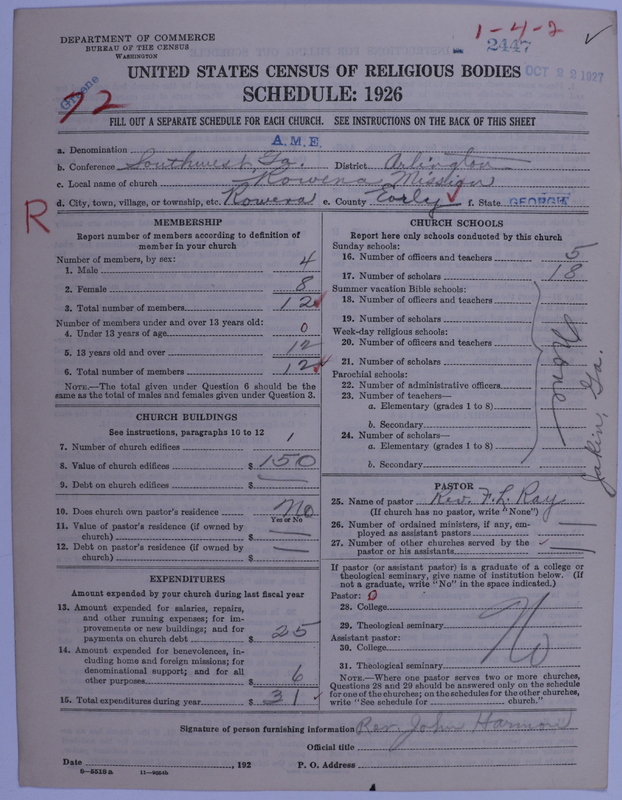 DEPARTMENT OF COMMERCE
BUREAU OF THE CENSUS
WASHINGTON
1-4-2
2447
OCT 22 1927
Greene
72
UNITED STATES CENSUS OF RELIGIOUS BODIES
SCHEDULE: 1926
FILL OUT A SEPARATE SCHEDULE FOR EACH CHURCH. SEE INSTRUCTIONS ON THE BACK OF THIS SHEET
a. Denomination A.M.E.
b. Conference Southwest, Ga. District Arlington
c. Local name of church Rowena Mission
d. City, town, village, or township, etc. Rowena e. County Early f. State GEORGIA
R
MEMBERSHIP
Report number of members according to definition of
member in your church
Number of members, by sex:
1. Male 4
2. Female 8
3. Total number of members 12
Number of members under and over 13 years old:
4. Under 13 years of age 0
5. 13 years old and over 12
6. Total number of members 12
NOTE.—The total given under Question 6 should be
same as the total of males and females given under Question 3.
CHURCH BUILDINGS
See instructions, paragraphs 10 to 12
7. Number of church edifices 1
8. Value of church edifices $ 150
9. Debt on church edifices $ —
10. Does church own pastor's residence No
Yes or No
11. Value of pastor's residence (if owned by
church) $ —
12. Debt on pastor's residence (if owned by
church) $ —
EXPENDITURES
Amount expended by your church during last fiscal year
13. Amount expended for salaries, repairs,
and other running expenses; for im-
provements or new buildings; and for
payments on church debt $ 25
14. Amount expended for benevolences, in-
cluding home and foreign missions; for
denominational support; and for all
other purposes $ 6
15. Total expenditures during year $ 31
CHURCH SCHOOLS
Report here only schools conducted by this church
Sunday schools:
16. Number of officers and teachers 5
17. Number of scholars 18
Summer vacation Bible schools:
18. Number of officers and teachers
19. Number of scholars
Week-day religious schools:
20. Number of officers and teachers
21. Number of scholars
Parochial schools:
22. Number of administrative officers
23. Number of teachers—
a. Elementary (grades 1 to 8)
b. Secondary
24. Number of scholars—
a. Elementary (grades 1 to 8)
b. Secondary
None
Jakin, Ga.
PASTOR
25. Name of pastor Rev. F. L. Ray
(If church has no pastor, write "None")
26. Number of ordained ministers, if any, em-
ployed as assistant pastors
27. Number of other churches served by the
pastor or his assistants
If pastor (or assistant pastor) is a graduate of a college or
theological seminary, give name of institution below. (If
not a graduate, write "No" in the space indicated.)
Pastor: 0
28. College
29. Theological seminary
Assistant pastor:
30. College
31. Theological seminary
No
NOTE.—Where one pastor serves two or more churches,
Questions 28 and 29 should be answered only on the schedule
for one of the churches; on the schedules for the other churches,
write "See schedule for church."
Signature of person furnishing information Rev. John Harmon
Official title
Date , 192
P. O. Address
8—5518a 11—9564b